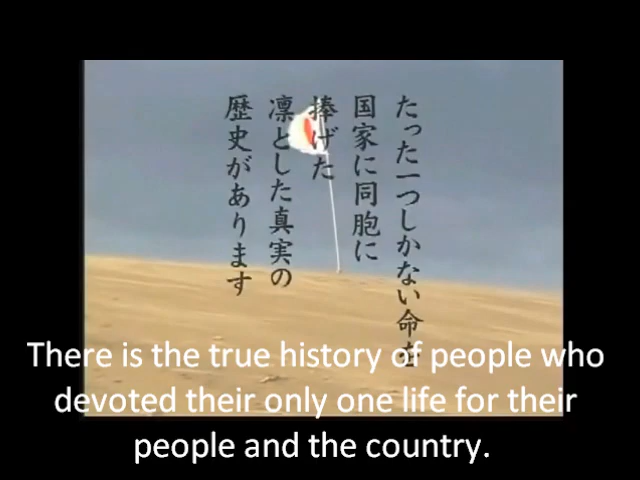 たった一つしかない命を
国家に同胞に
捧げた
凛とした真実の
歴史があります
There is the true history of people who
devoted their only one life for their
people and the country.